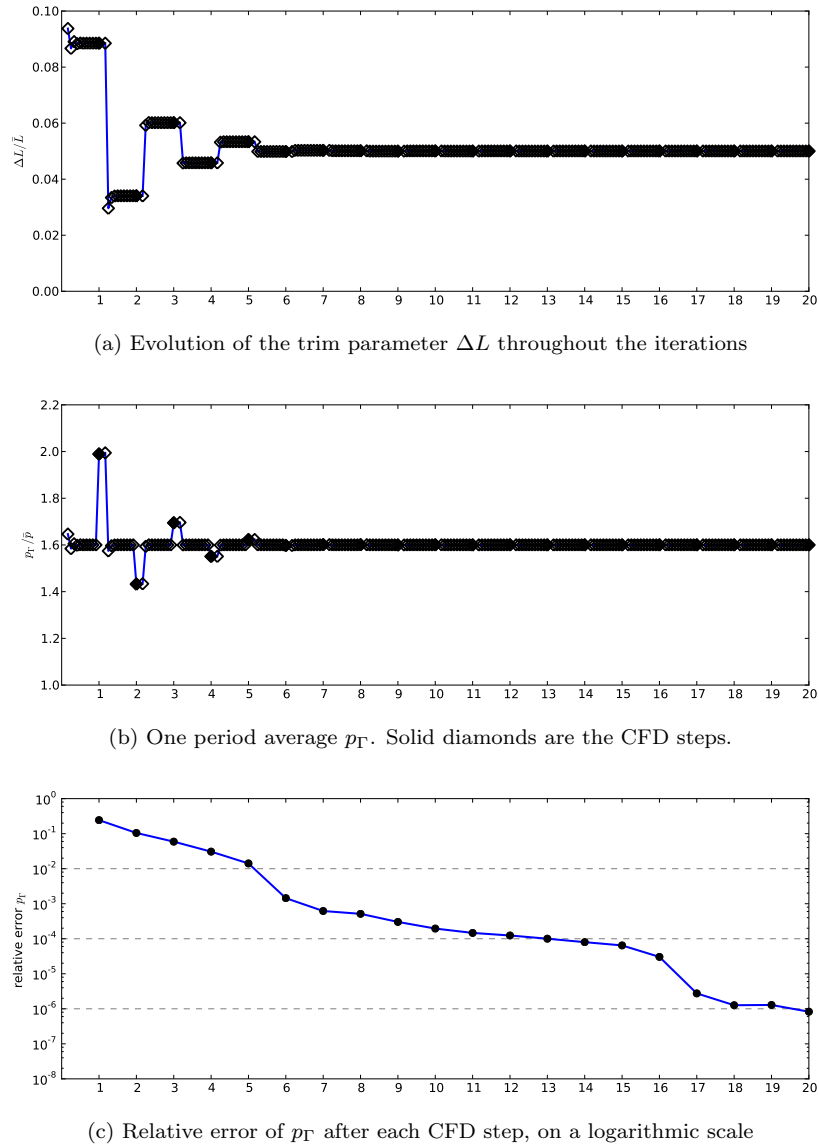 0.10
0.08
0.06
0.04
0.02
0.00
ΔL/L̄
1 2 3 4 5 6 7 8 9 10 11 12 13 14 15 16 17 18 19 20
(a) Evolution of the trim parameter ΔL throughout the iterations
2.2
2.0
1.8
1.6
1.4
1.2
1.0
p_Γ/p̄
1 2 3 4 5 6 7 8 9 10 11 12 13 14 15 16 17 18 19 20
(b) One period average p_Γ. Solid diamonds are the CFD steps.
10^0
10^-1
10^-2
10^-3
10^-4
10^-5
10^-6
10^-7
10^-8
relative error p_Γ
1 2 3 4 5 6 7 8 9 10 11 12 13 14 15 16 17 18 19 20
(c) Relative error of p_Γ after each CFD step, on a logarithmic scale